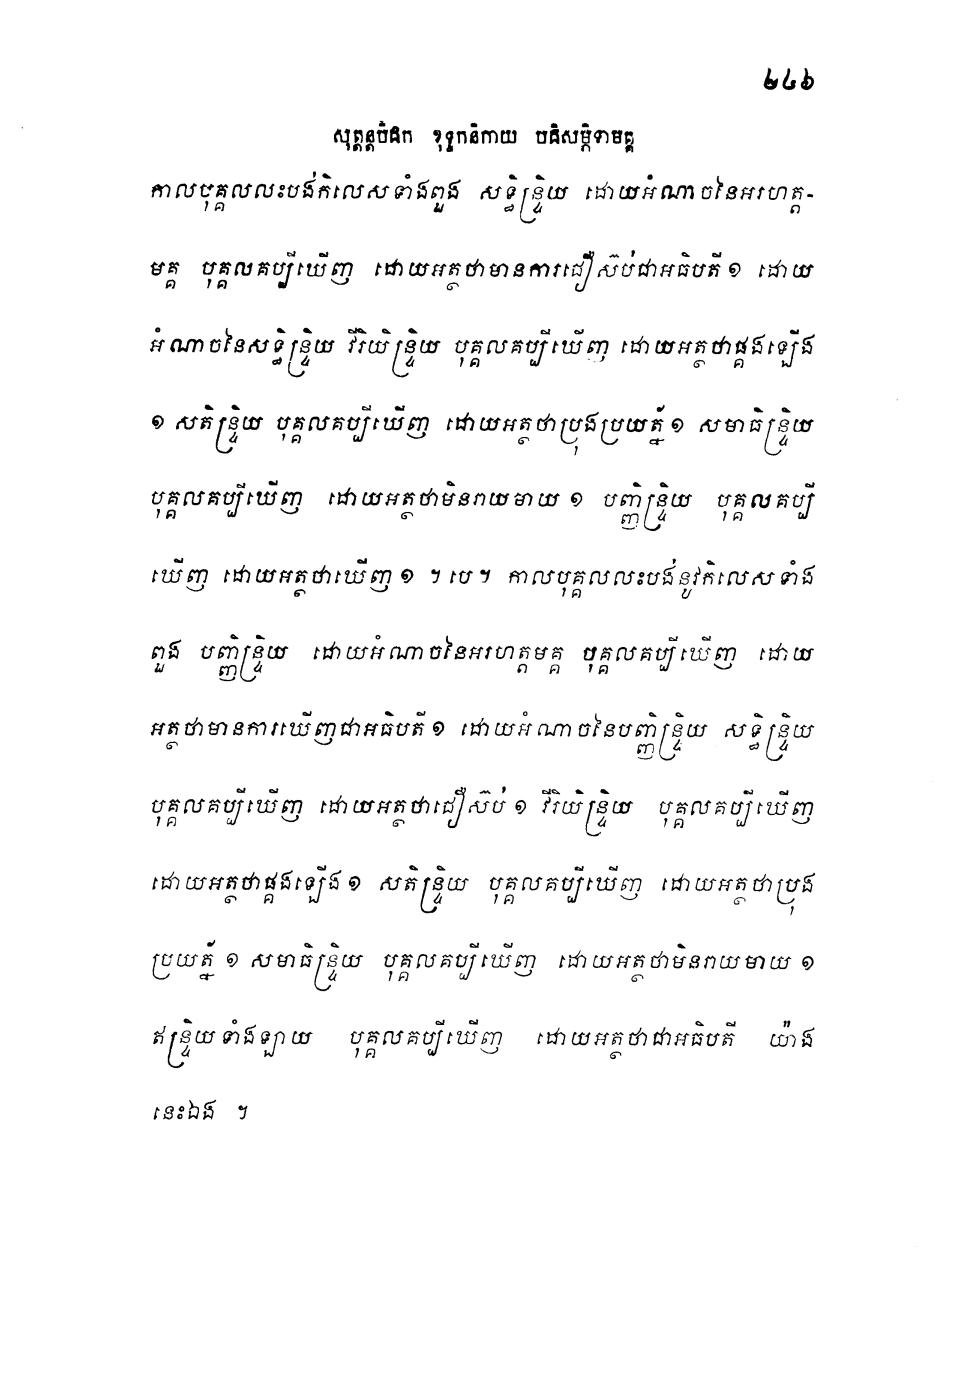 ២៤៦
សុត្តន្តបិដក ខុទ្ទកនិកាយ បដិសម្ភិទាមគ្គ
កាលបុគ្គលលះបង់កិលេសទាំងពួង សទ្ធិន្ទ្រិយ ដោយអំណាចនៃអរហត្ត-
មគ្គ បុគ្គលគប្បីឃើញ ដោយអត្ថថាមានការជឿស៊ប់ជាអធិបតី ១ ដោយ
អំណាចនៃសទ្ធិន្ទ្រិយ វីរិយិន្ទ្រិយ បុគ្គលគប្បីឃើញ ដោយអត្ថថាផ្គងឡើង
១ សតិន្ទ្រិយ បុគ្គលគប្បីឃើញ ដោយអត្ថថាប្រុងប្រយត្ន័ ១ សមាធិន្ទ្រិយ
បុគ្គលគប្បីឃើញ ដោយអត្ថថាមិនរាយមាយ ១ បញ្ញិន្ទ្រិយ បុគ្គលគប្បី
ឃើញ ដោយអត្ថថាឃើញ ១ ។ បេ ។ កាលបុគ្គលលះបង់នូវកិលេសទាំង
ពួង បញ្ញិន្ទ្រិយ ដោយអំណាចនៃអរហត្តមគ្គ បុគ្គលគប្បីឃើញ ដោយ
អត្ថថាមានការឃើញជាអធិបតី ១ ដោយអំណាចនៃបញ្ញិន្ទ្រិយ សទ្ធិន្ទ្រិយ
បុគ្គលគប្បីឃើញ ដោយអត្ថថាជឿស៊ប់ ១ វីរិយិន្ទ្រិយ បុគ្គលគប្បីឃើញ
ដោយអត្ថថាផ្គងឡើង ១ សតិន្ទ្រិយ បុគ្គលគប្បីឃើញ ដោយអត្ថថាប្រុង
ប្រយត្ន័ ១ សមាធិន្ទ្រិយ បុគ្គលគប្បីឃើញ ដោយអត្ថថាមិនរាយមាយ ១
ឥន្ទ្រិយទាំងឡាយ បុគ្គលគប្បីឃើញ ដោយអត្ថថាជាអធិបតី យ៉ាង
នេះឯង ។